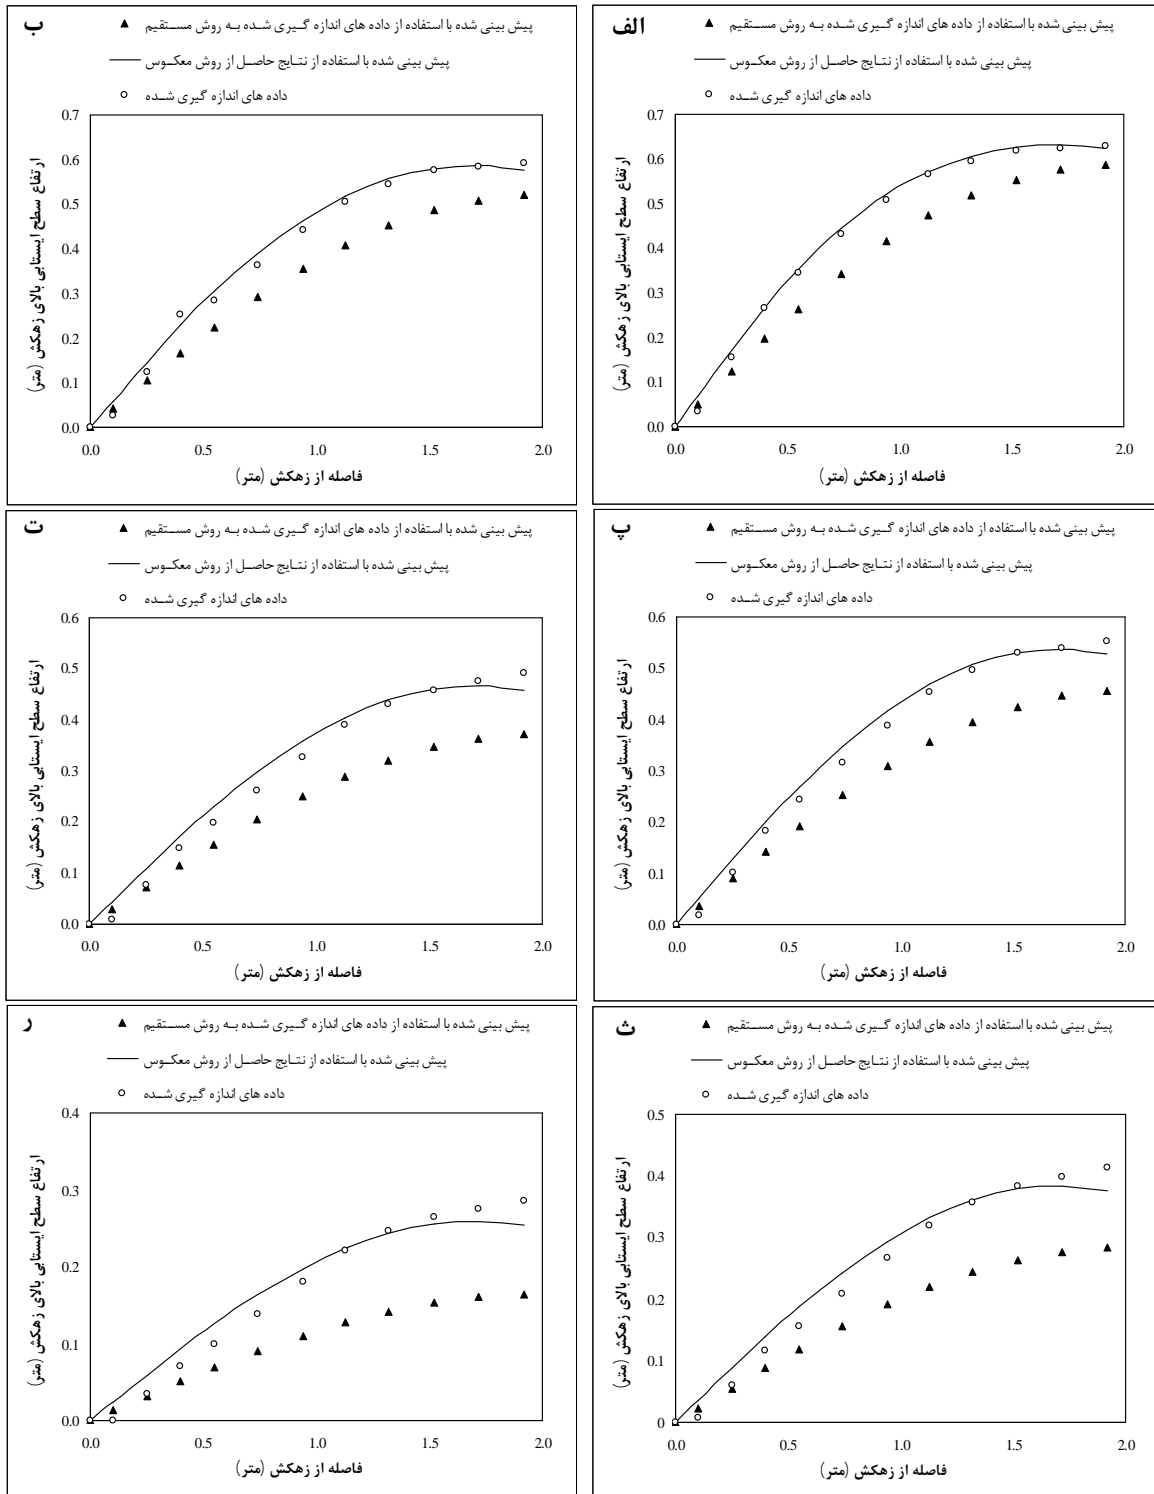 الف
پیش بینی شده با استفاده از داده های اندازه گیری شده به روش مستقیم
پیش بینی شده با استفاده از نتایج حاصل از روش معکوس
داده های اندازه گیری شده
ارتفاع سطح ایستابی بالای زهکش (متر)
0.7
0.6
0.5
0.4
0.3
0.2
0.1
0.0
0.0 0.5 1.0 1.5 2.0
فاصله از زهکش (متر)
ب
پیش بینی شده با استفاده از داده های اندازه گیری شده به روش مستقیم
پیش بینی شده با استفاده از نتایج حاصل از روش معکوس
داده های اندازه گیری شده
ارتفاع سطح ایستابی بالای زهکش (متر)
0.7
0.6
0.5
0.4
0.3
0.2
0.1
0.0
0.0 0.5 1.0 1.5 2.0
فاصله از زهکش (متر)
پ
پیش بینی شده با استفاده از داده های اندازه گیری شده به روش مستقیم
پیش بینی شده با استفاده از نتایج حاصل از روش معکوس
داده های اندازه گیری شده
ارتفاع سطح ایستابی بالای زهکش (متر)
0.6
0.5
0.4
0.3
0.2
0.1
0.0
0.0 0.5 1.0 1.5 2.0
فاصله از زهکش (متر)
ت
پیش بینی شده با استفاده از داده های اندازه گیری شده به روش مستقیم
پیش بینی شده با استفاده از نتایج حاصل از روش معکوس
داده های اندازه گیری شده
ارتفاع سطح ایستابی بالای زهکش (متر)
0.6
0.5
0.4
0.3
0.2
0.1
0.0
0.0 0.5 1.0 1.5 2.0
فاصله از زهکش (متر)
ث
پیش بینی شده با استفاده از داده های اندازه گیری شده به روش مستقیم
پیش بینی شده با استفاده از نتایج حاصل از روش معکوس
داده های اندازه گیری شده
ارتفاع سطح ایستابی بالای زهکش (متر)
0.5
0.4
0.3
0.2
0.1
0
0.0 0.5 1.0 1.5 2.0
فاصله از زهکش (متر)
ر
پیش بینی شده با استفاده از داده های اندازه گیری شده به روش مستقیم
پیش بینی شده با استفاده از نتایج حاصل از روش معکوس
داده های اندازه گیری شده
ارتفاع سطح ایستابی بالای زهکش (متر)
0.4
0.3
0.2
0.1
0.0
0.0 0.5 1.0 1.5 2.0
فاصله از زهکش (متر)